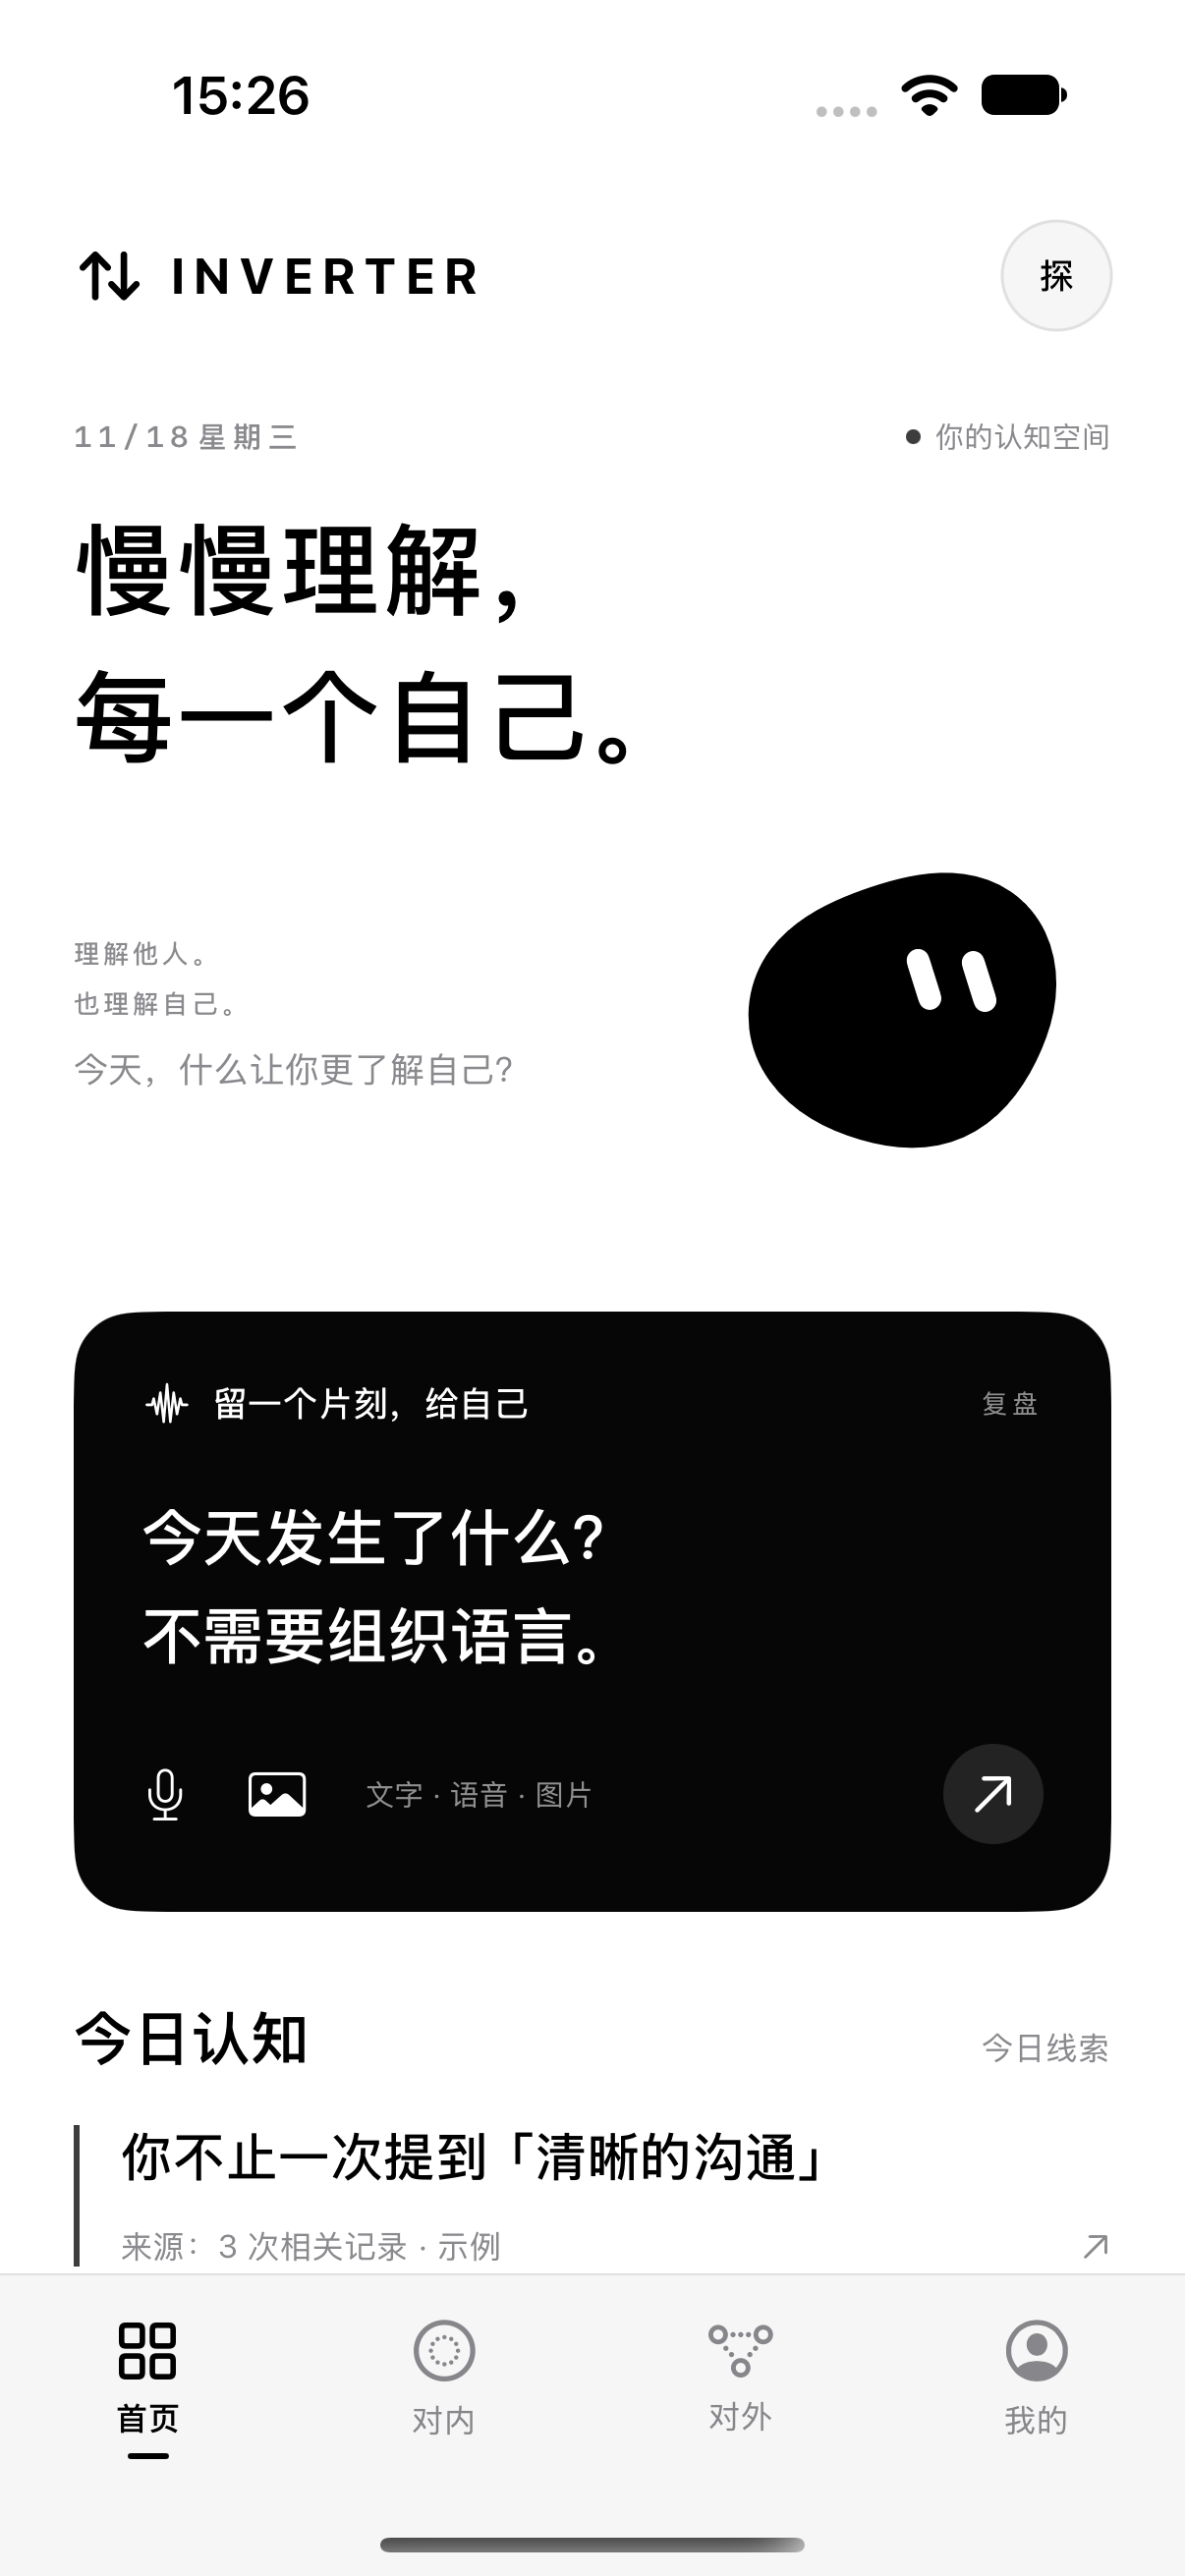 15:26
INVERTER
探
11/18 星期三
你的认知空间
慢慢理解，
每一个自己。
理解他人。
也理解自己。
今天，什么让你更了解自己?
留一个片刻，给自己
复盘
今天发生了什么?
不需要组织语言。
文字 · 语音 · 图片
今日认知
今日线索
你不止一次提到「清晰的沟通」
来源：3 次相关记录 · 示例
首页
对内
对外
我的